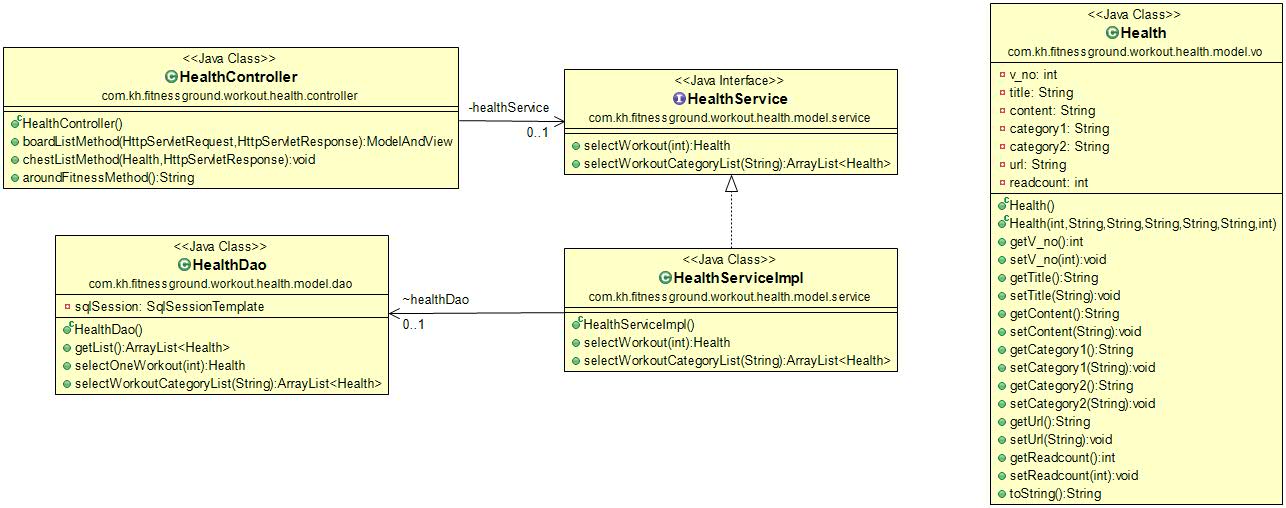 <<Java Class>>
HealthController
com.kh.fitnessground.workout.health.controller
HealthController()
boardListMethod(HttpServletRequest,HttpServletResponse):ModelAndView
chestListMethod(Health,HttpServletResponse):void
aroundFitnessMethod():String
-healthService
0..1
<<Java Interface>>
HealthService
com.kh.fitnessground.workout.health.model.service
selectWorkout(int):Health
selectWorkoutCategoryList(String):ArrayList<Health>
<<Java Class>>
HealthDao
com.kh.fitnessground.workout.health.model.dao
sqlSession: SqlSessionTemplate
HealthDao()
getList():ArrayList<Health>
selectOneWorkout(int):Health
selectWorkoutCategoryList(String):ArrayList<Health>
~healthDao
0..1
<<Java Class>>
HealthServiceImpl
com.kh.fitnessground.workout.health.model.service
HealthServiceImpl()
selectWorkout(int):Health
selectWorkoutCategoryList(String):ArrayList<Health>
<<Java Class>>
Health
com.kh.fitnessground.workout.health.model.vo
v_no: int
title: String
content: String
category1: String
category2: String
url: String
readcount: int
Health()
Health(int,String,String,String,String,String,int)
getV_no():int
setV_no(int):void
getTitle():String
setTitle(String):void
getContent():String
setContent(String):void
getCategory1():String
setCategory1(String):void
getCategory2():String
setCategory2(String):void
getUrl():String
setUrl(String):void
getReadcount():int
setReadcount(int):void
toString():String